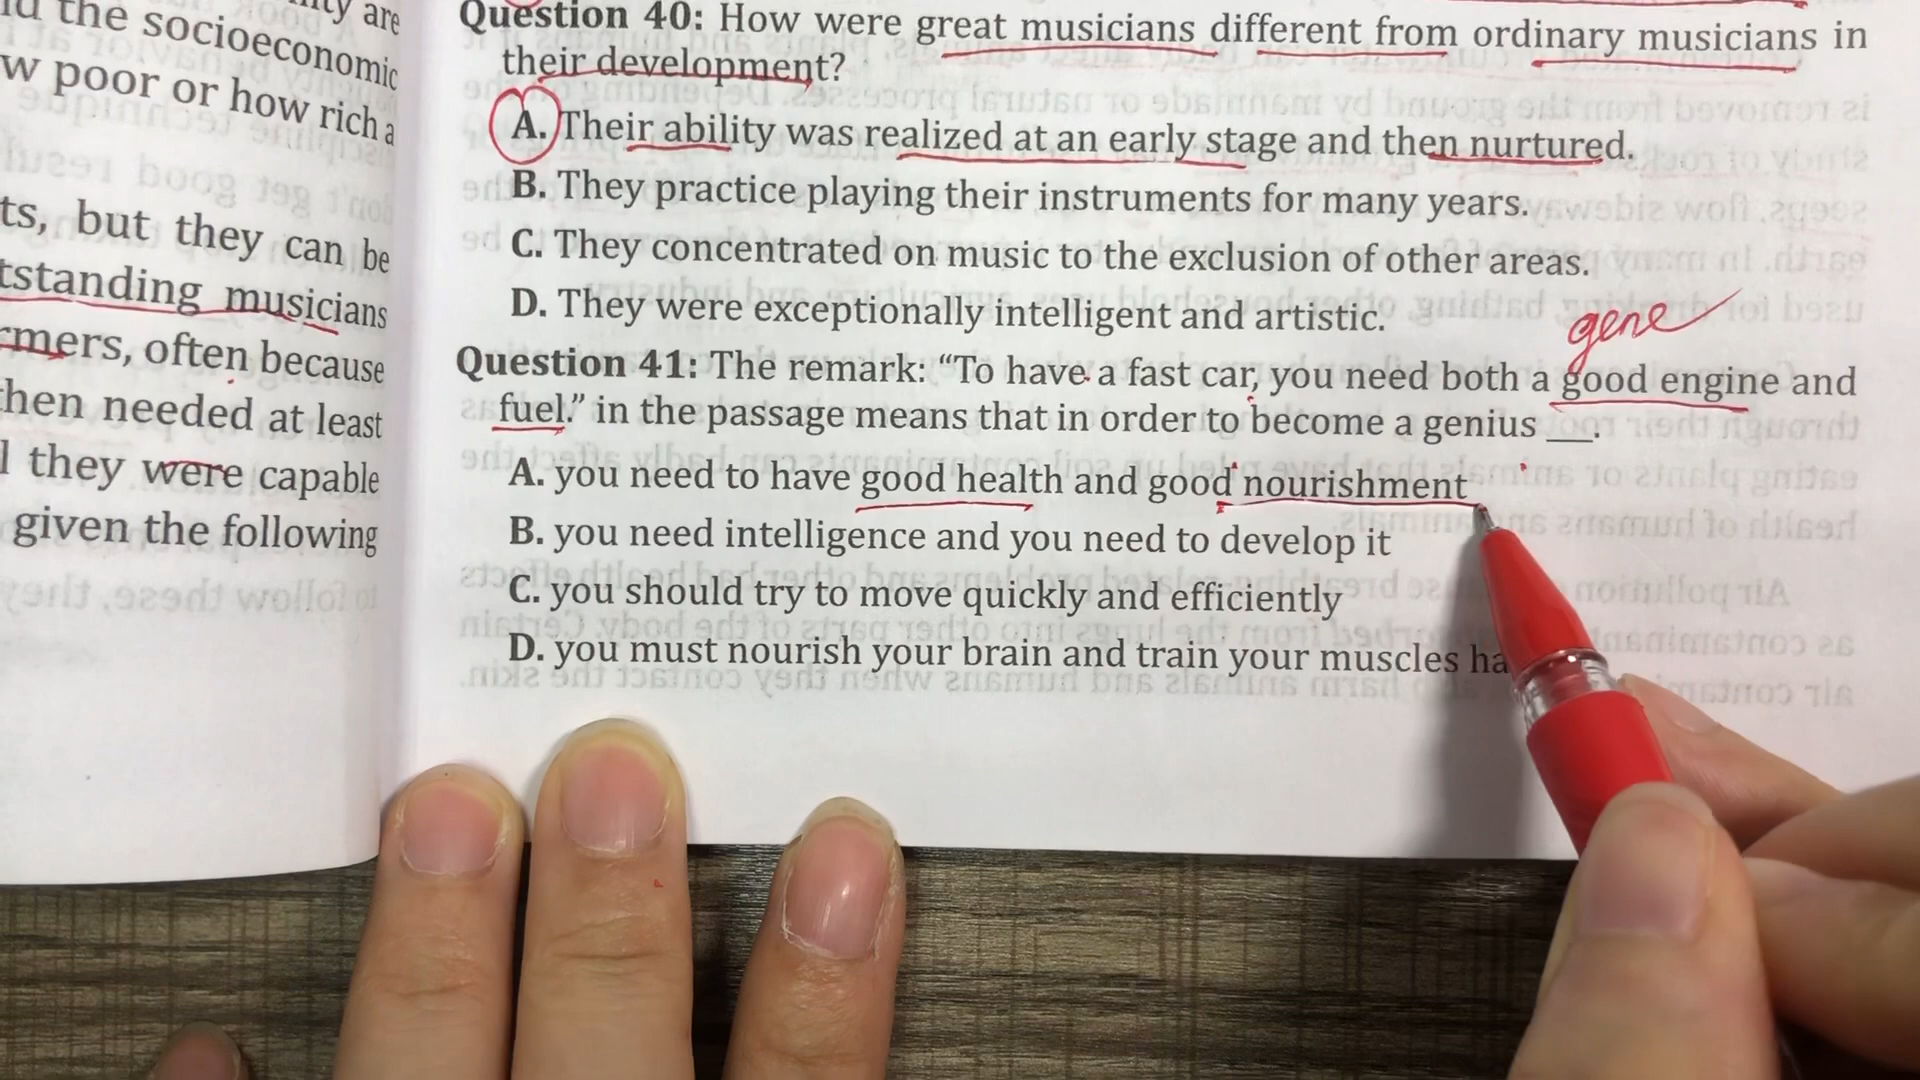 are
the socioeconomic
w poor or how rich a
ts, but they can be
tstanding musicians
rmers, often because
then needed at least
they were capable
given the following
Question 40: How were great musicians different from ordinary musicians in
their development?
A. Their ability was realized at an early stage and then nurtured.
B. They practice playing their instruments for many years.
C. They concentrated on music to the exclusion of other areas.
D. They were exceptionally intelligent and artistic.
gene
Question 41: The remark: “To have a fast car, you need both a good engine and
fuel.” in the passage means that in order to become a genius ___.
A. you need to have good health and good nourishment
B. you need intelligence and you need to develop it
C. you should try to move quickly and efficiently
D. you must nourish your brain and train your muscles ha